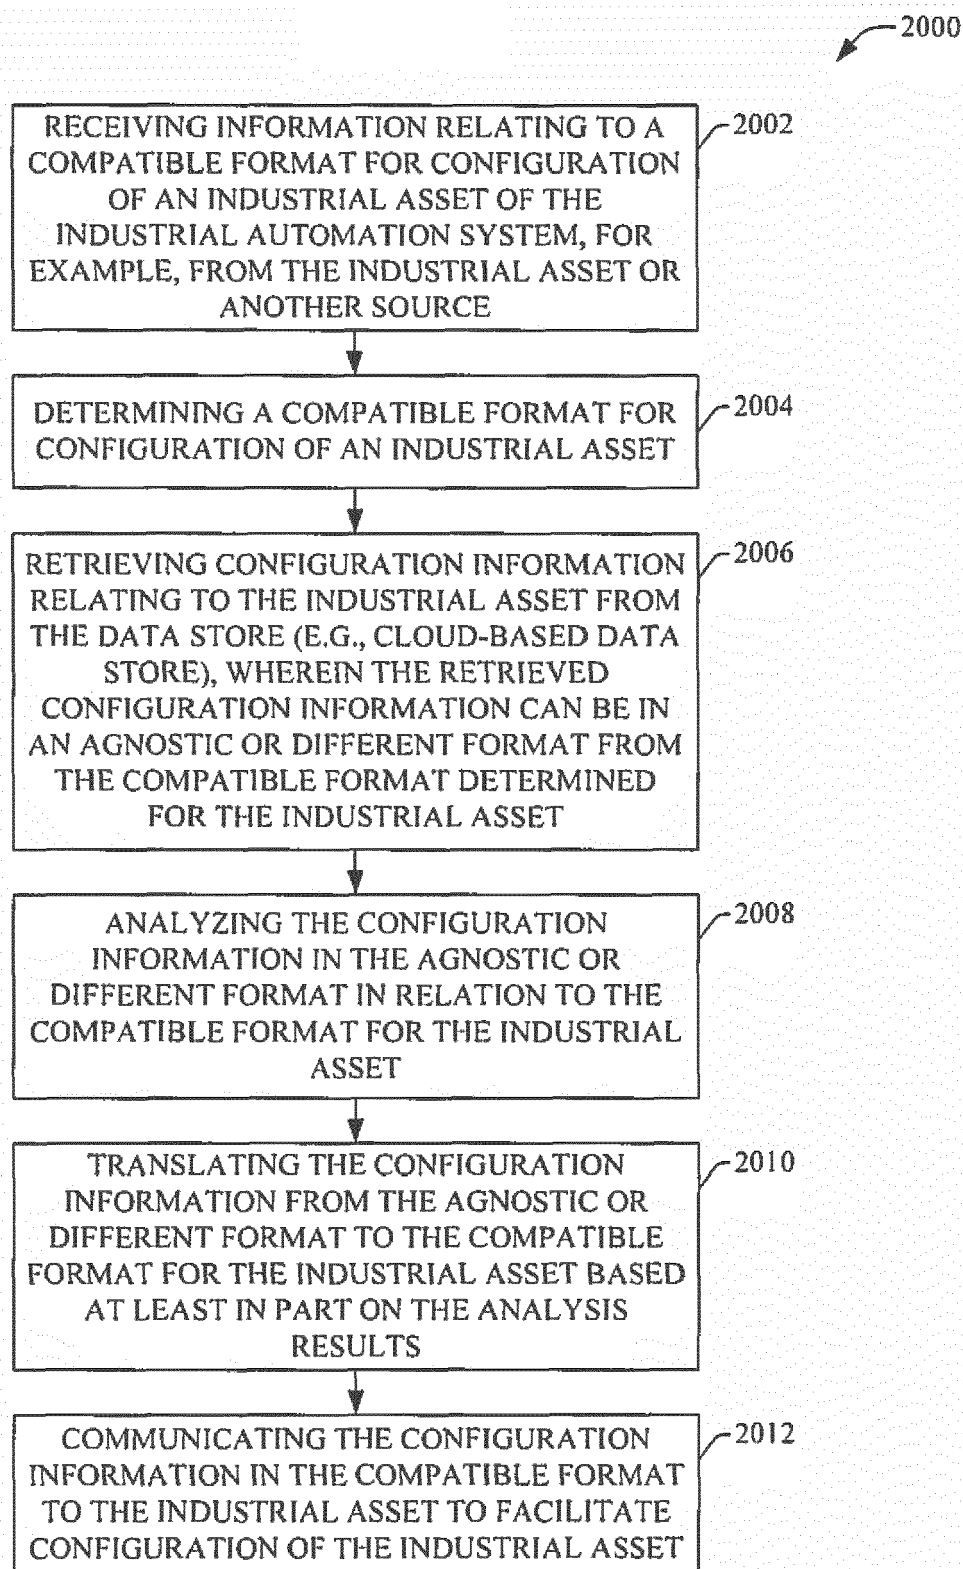 2000
RECEIVING INFORMATION RELATING TO A
COMPATIBLE FORMAT FOR CONFIGURATION
OF AN INDUSTRIAL ASSET OF THE
INDUSTRIAL AUTOMATION SYSTEM, FOR
EXAMPLE, FROM THE INDUSTRIAL ASSET OR
ANOTHER SOURCE
2002
DETERMINING A COMPATIBLE FORMAT FOR
CONFIGURATION OF AN INDUSTRIAL ASSET
2004
RETRIEVING CONFIGURATION INFORMATION
RELATING TO THE INDUSTRIAL ASSET FROM
THE DATA STORE (E.G., CLOUD-BASED DATA
STORE), WHEREIN THE RETRIEVED
CONFIGURATION INFORMATION CAN BE IN
AN AGNOSTIC OR DIFFERENT FORMAT FROM
THE COMPATIBLE FORMAT DETERMINED
FOR THE INDUSTRIAL ASSET
2006
ANALYZING THE CONFIGURATION
INFORMATION IN THE AGNOSTIC OR
DIFFERENT FORMAT IN RELATION TO THE
COMPATIBLE FORMAT FOR THE INDUSTRIAL
ASSET
2008
TRANSLATING THE CONFIGURATION
INFORMATION FROM THE AGNOSTIC OR
DIFFERENT FORMAT TO THE COMPATIBLE
FORMAT FOR THE INDUSTRIAL ASSET BASED
AT LEAST IN PART ON THE ANALYSIS
RESULTS
2010
COMMUNICATING THE CONFIGURATION
INFORMATION IN THE COMPATIBLE FORMAT
TO THE INDUSTRIAL ASSET TO FACILITATE
CONFIGURATION OF THE INDUSTRIAL ASSET
2012